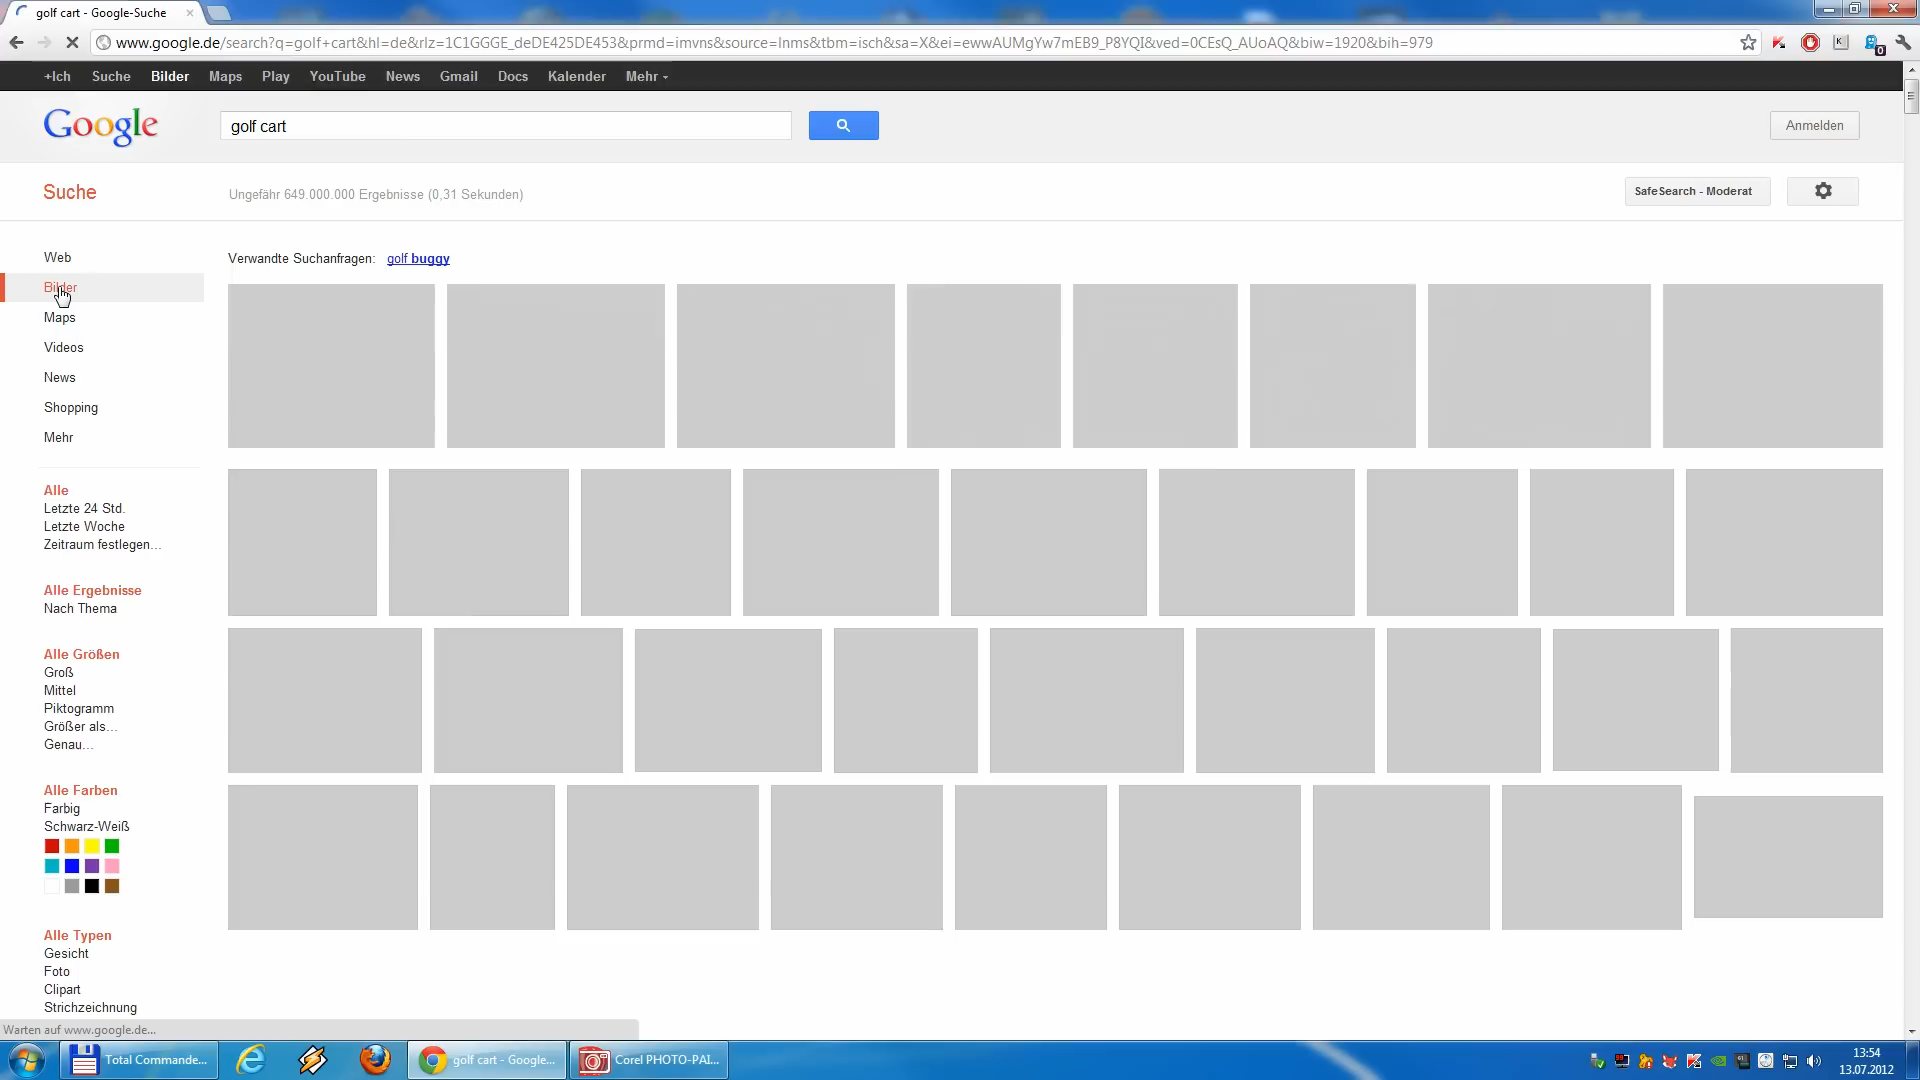 golf cart - Google-Suche
www.google.de/search?q=golf+cart&hl=de&rlz=1C1GGGE_deDE425DE453&prmd=imvns&source=lnms&tbm=isch&sa=X&ei=ewwAUMgYw7mEB9_P8YQI&ved=0CEsQ_AUoAQ&biw=1920&bih=979
0
+Ich Suche Bilder Maps Play YouTube News Gmail Docs Kalender Mehr
Google
golf cart
Anmelden
Suche
Ungefähr 649.000.000 Ergebnisse (0,31 Sekunden)
SafeSearch - Moderat
Web
Verwandte Suchanfragen: golf buggy
Bilder
Maps
Videos
News
Shopping
Mehr
Alle
Letzte 24 Std.
Letzte Woche
Zeitraum festlegen...
Alle Ergebnisse
Nach Thema
Alle Größen
Groß
Mittel
Piktogramm
Größer als...
Genau...
Alle Farben
Farbig
Schwarz-Weiß
Alle Typen
Gesicht
Foto
Clipart
Strichzeichnung
Warten auf www.google.de...
Total Commande...
golf cart - Google...
Corel PHOTO-PAI...
13:54
13.07.2012